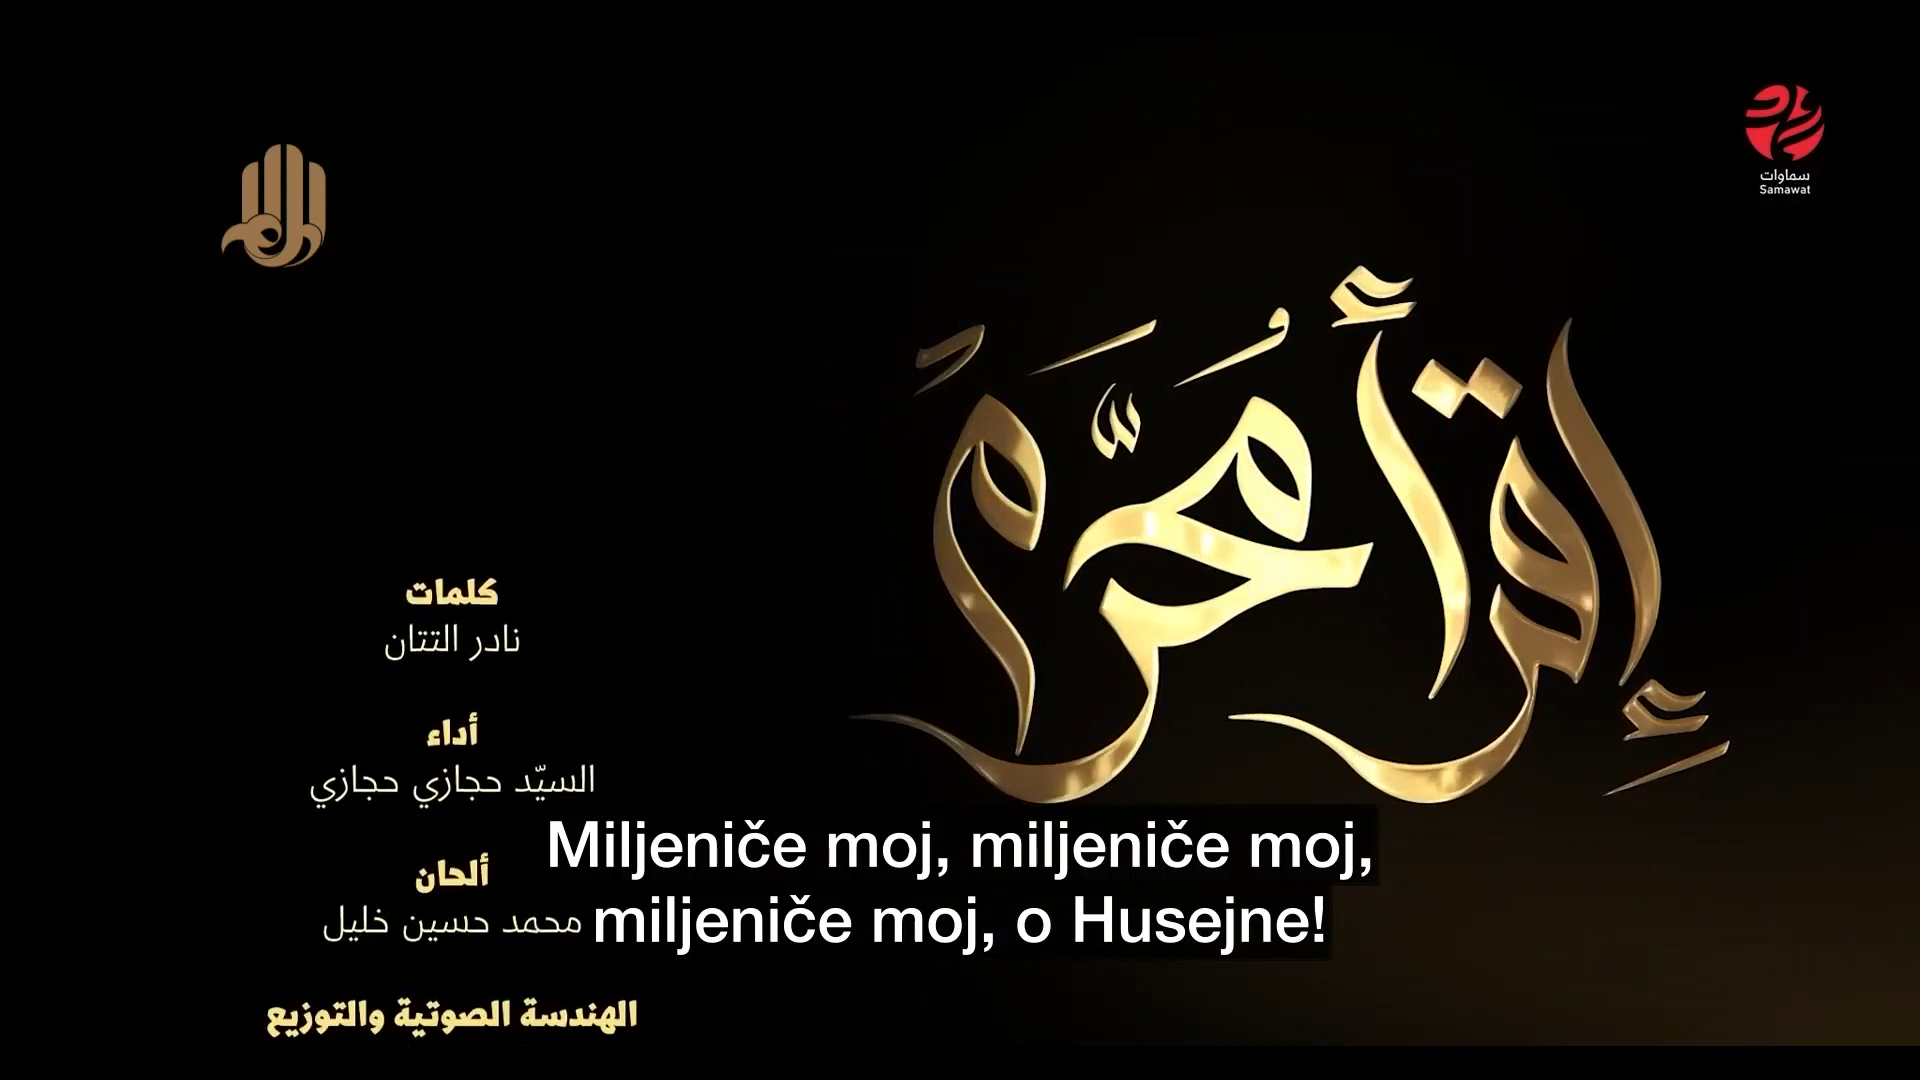 سماوات
Samawat
إقرأ مُحَرَّمً
كلمات
نادر التتان
أداء
السيّد حجازي حجازي
ألحان
محمد حسين خليل
الهندسة الصوتية والتوزيع
Miljeniče moj, miljeniče moj,
miljeniče moj, o Husejne!